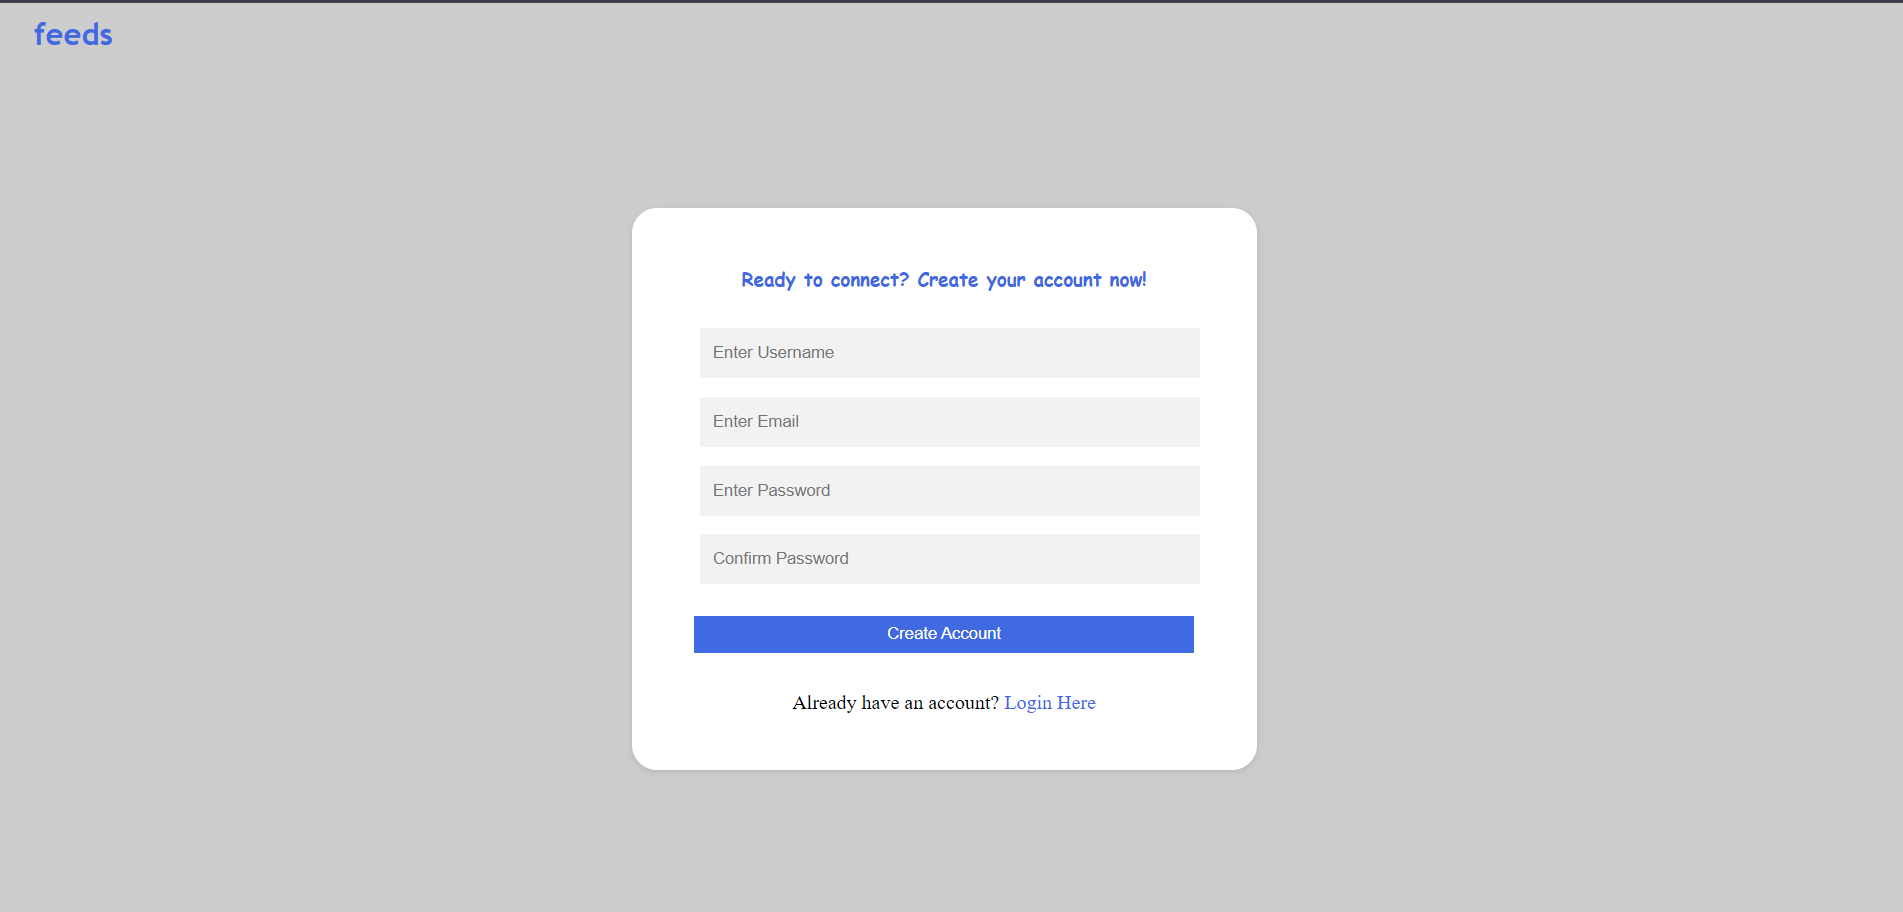 feeds
Ready to connect? Create your account now!
Enter Username
Enter Email
Enter Password
Confirm Password
Create Account
Already have an account? Login Here